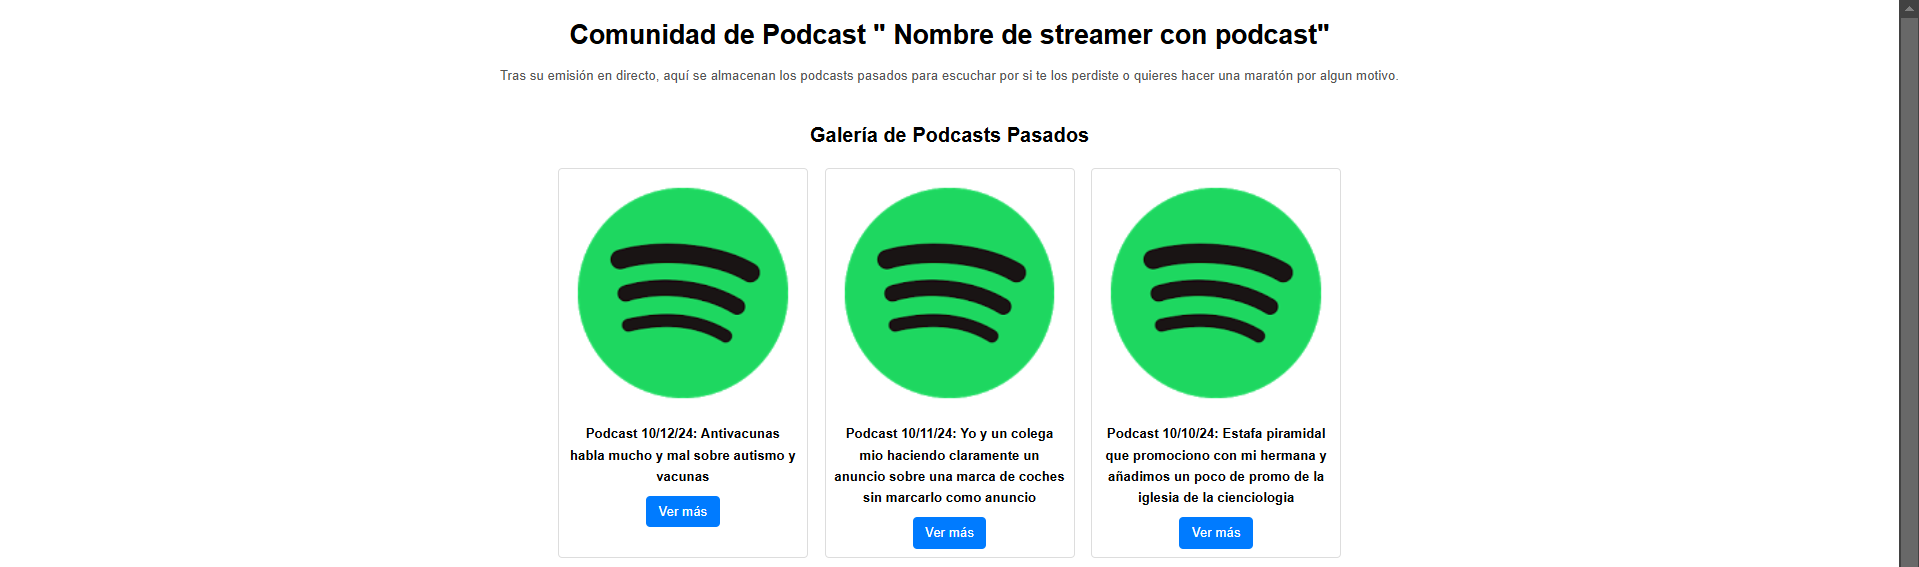 Comunidad de Podcast " Nombre de streamer con podcast"
Tras su emisión en directo, aquí se almacenan los podcasts pasados para escuchar por si te los perdiste o quieres hacer una maratón por algun motivo.
Galería de Podcasts Pasados
Podcast 10/12/24: Antivacunas
habla mucho y mal sobre autismo y
vacunas
Ver más
Podcast 10/11/24: Yo y un colega
mio haciendo claramente un
anuncio sobre una marca de coches
sin marcarlo como anuncio
Ver más
Podcast 10/10/24: Estafa piramidal
que promociono con mi hermana y
añadimos un poco de promo de la
iglesia de la cienciologia
Ver más